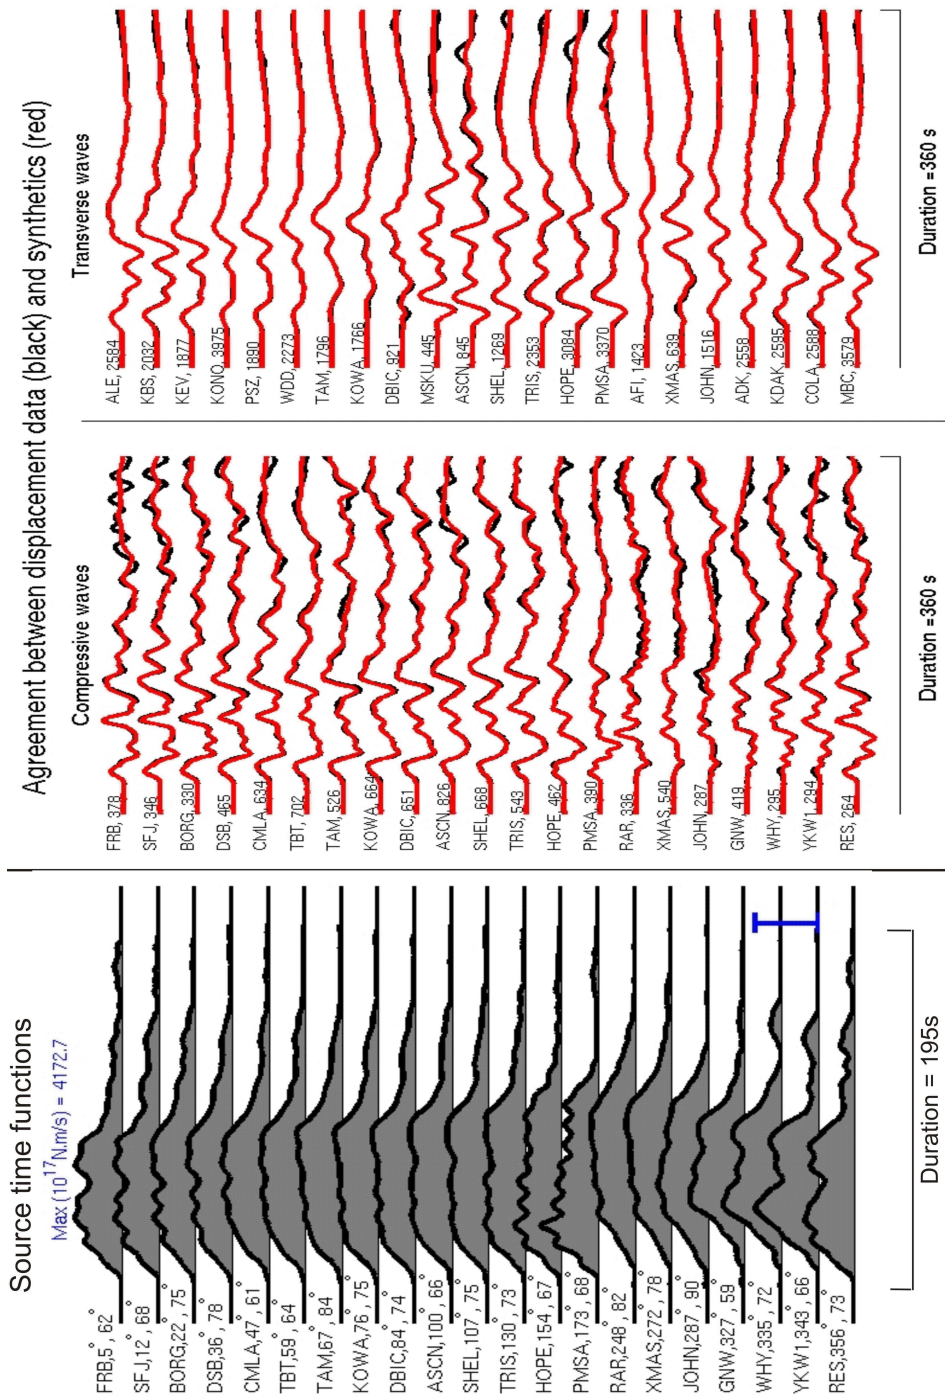 Source time functions
Max (10^17 N.m/s) = 4172.7
FRB,5°, 62°
SFJ,12°, 68°
BORG,22°, 75°
DSB,36°, 78°
CMLA,47°, 61°
TBT,59°, 64°
TAM,67°, 84°
KOWA,76°, 75°
DBIC,84°, 74°
ASCN,100°, 66°
SHEL,107°, 75°
TRIS,130°, 73°
HOPE,154°, 67°
PMSA,173°, 68°
RAR,248°, 82°
XMAS,272°, 78°
JOHN,287°, 90°
GNW,327°, 59°
WHY,335°, 72°
YKW1,343°, 66°
RES,356°, 73°
Duration = 195s
Agreement between displacement data (black) and synthetics (red)
Compressive waves
FRB, 378
SFJ, 346
BORG, 330
DSB, 465
CMLA, 634
TBT, 702
TAM, 526
KOWA, 664
DBIC, 651
ASCN, 826
SHEL, 668
TRIS, 543
HOPE, 462
PMSA, 390
RAR, 336
XMAS, 540
JOHN, 287
GNW, 419
WHY, 295
YKW1, 284
RES, 264
Duration =360 s
Transverse waves
ALE, 2584
KBS, 2032
KEV, 1877
KONO, 3975
PSZ, 1890
WDD, 2273
TAM, 1796
KOWA, 1766
DBIC, 921
MSKU, 445
ASCN, 845
SHEL, 1269
TRIS, 2353
HOPE, 3084
PMSA, 3370
AFI, 1423
XMAS, 639
JOHN, 1516
ADK, 2558
KDAK, 2595
COLA, 2588
MBC, 3579
Duration =360 s